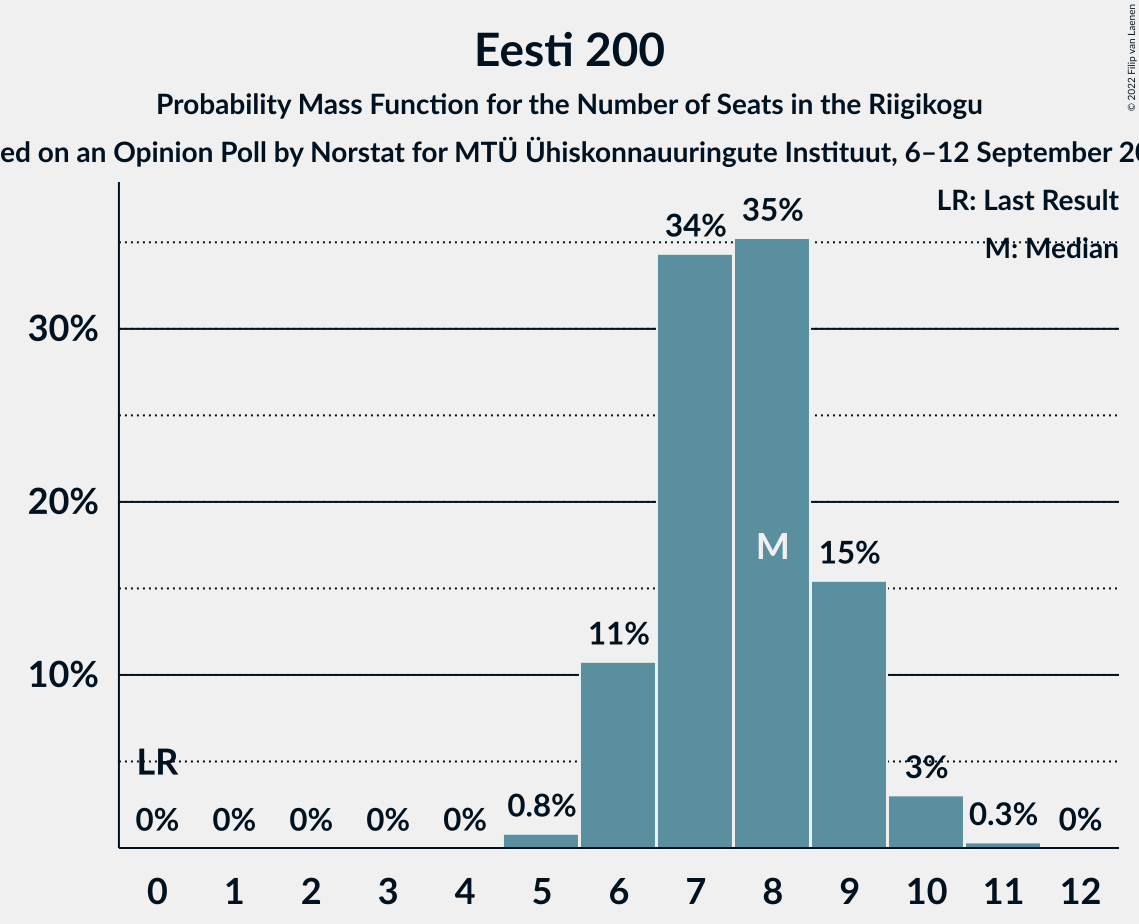 Eesti 200
Probability Mass Function for the Number of Seats in the Riigikogu
ed on an Opinion Poll by Norstat for MTÜ Ühiskonnauuringute Instituut, 6–12 September 20
© 2022 Filip van Laenen
LR: Last Result
M: Median
34%
35%
30%
20%
M
15%
11%
10%
LR
3%
0%
0%
0%
0%
0%
0.8%
0.3%
0%
0 1 2 3 4 5 6 7 8 9 10 11 12